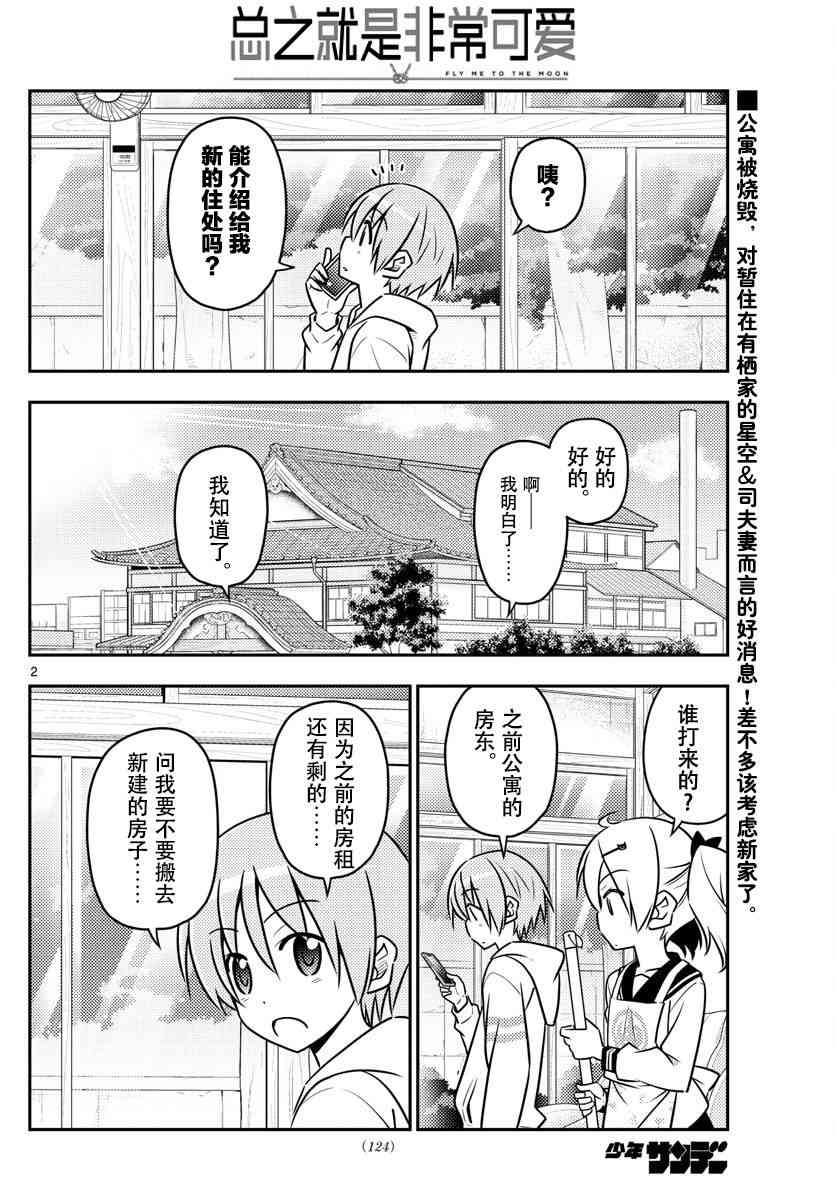 总之就是非常可爱
FLY ME TO THE MOON
■公寓被烧毁，对暂住在有栖家的星空&司夫妻而言的好消息！差不多该考虑新家了。
咦？
能介绍给我
新的住处吗？
好的
好的。
啊——
我明白了……
我知道了。
2
谁打来的？
之前公寓的
房东。
因为之前的房租
还有剩的……
问我要不要搬去
新建的房子……
(124)
少年サンデー